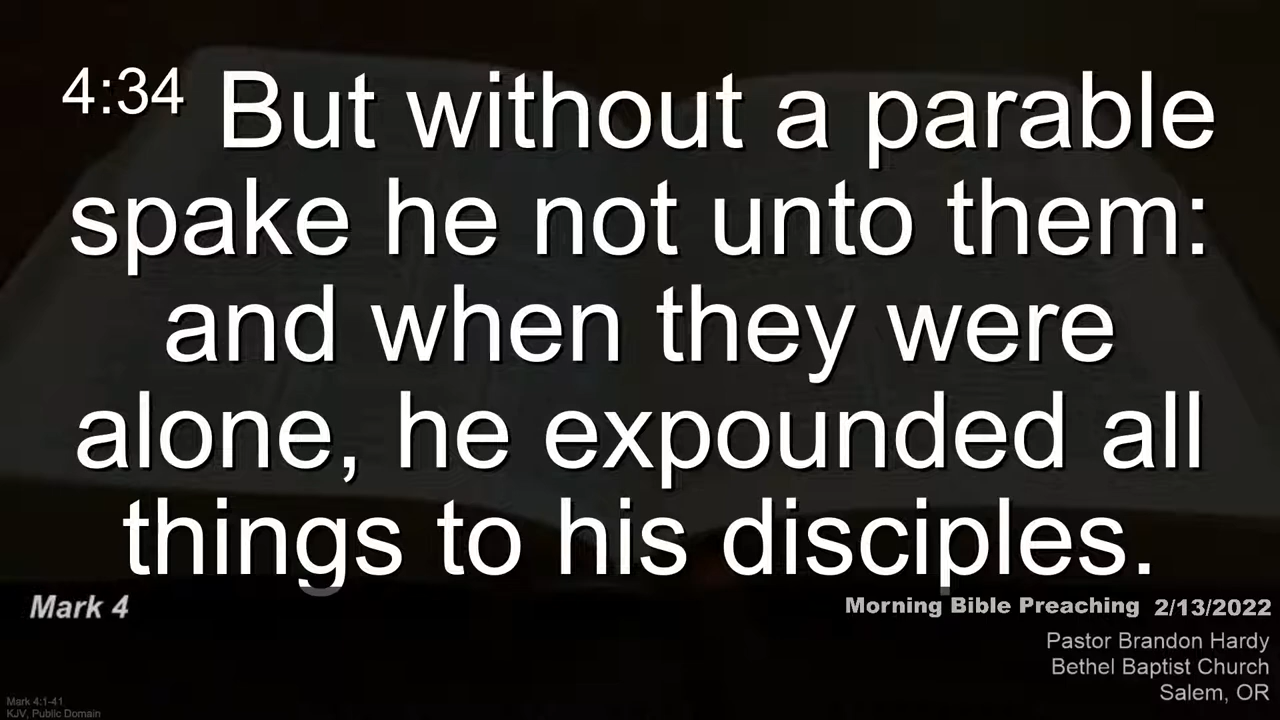 4:34 But without a parable
spake he not unto them:
and when they were
alone, he expounded all
things to his disciples.
Mark 4
Morning Bible Preaching 2/13/2022
Pastor Brandon Hardy
Bethel Baptist Church
Salem, OR
Mark 4:1-41
KJV, Public Domain